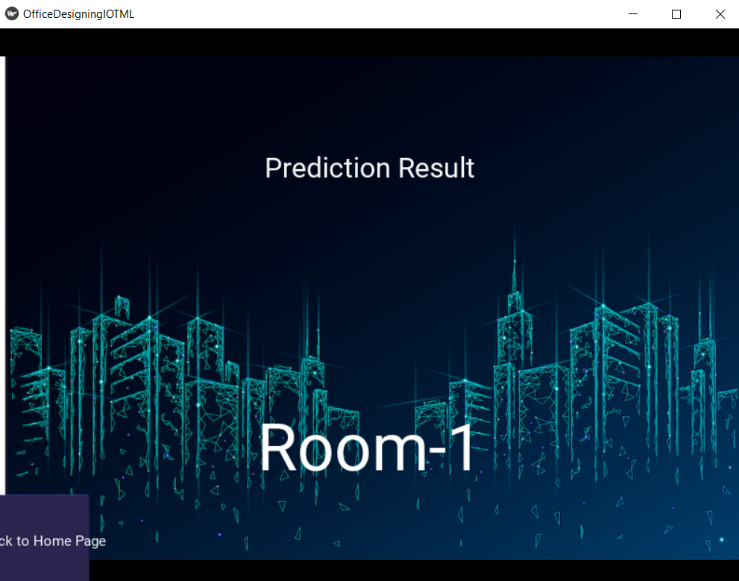 OfficeDesigningIOTML
Prediction Result
Room-1
ck to Home Page